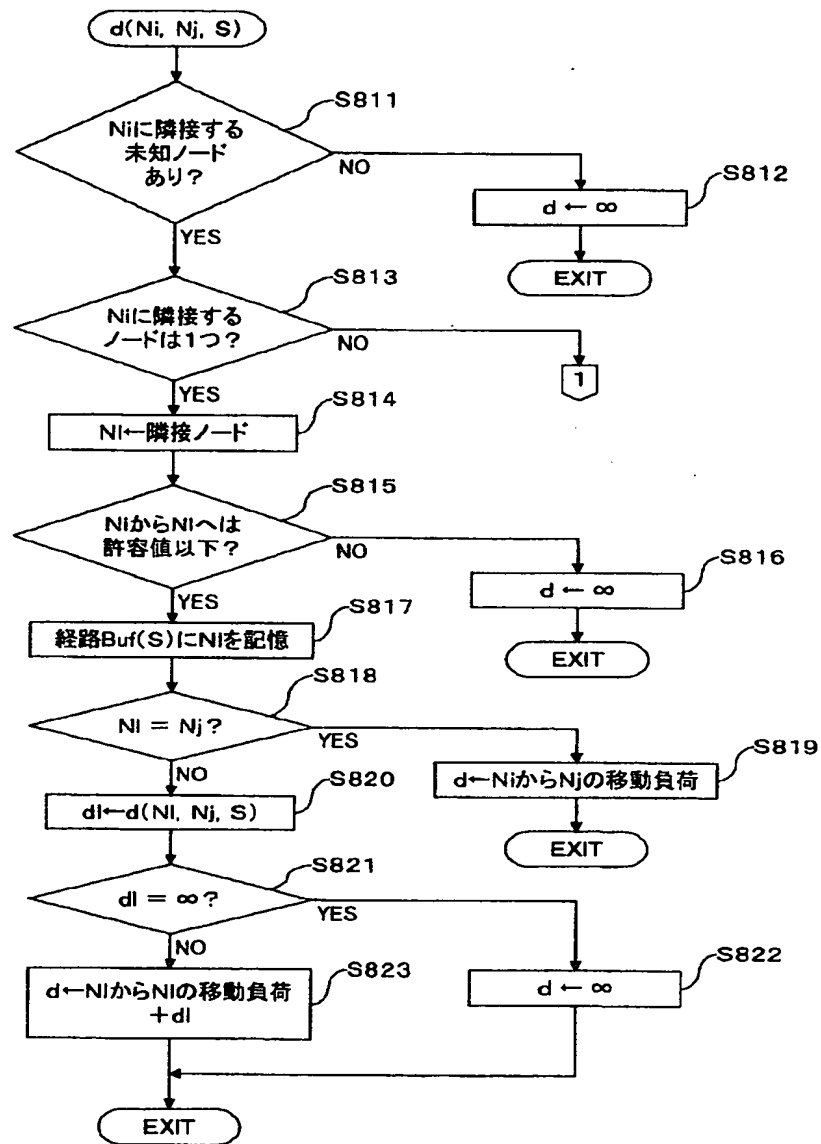 d(Ni, Nj, S)
S811
Niに隣接する
未知ノード
あり?
NO
YES
S812
d ← ∞
EXIT
S813
Niに隣接する
ノードは1つ?
NO
YES
1
S814
Nl←隣接ノード
S815
NiからNlへは
許容値以下?
NO
YES
S816
d ← ∞
EXIT
S817
経路Buf(S)にNlを記憶
S818
Nl = Nj?
YES
NO
S819
d←NiからNjの移動負荷
EXIT
S820
dl←d(Nl, Nj, S)
S821
dl = ∞?
YES
NO
S822
d ← ∞
S823
d←NiからNlの移動負荷
+dl
EXIT